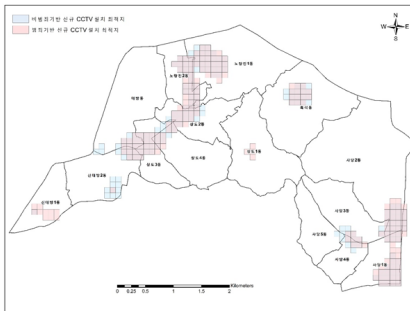 비범죄기반 신규 CCTV 설치 최적지
범죄기반 신규 CCTV 설치 최적지
N
W E
S
노량진2동
노량진1동
대방동
흑석동
상도2동
상도1동
사당2동
상도3동
상도4동
신대방2동
신대방1동
사당3동
사당5동
사당4동
사당1동
Kilometers
0 0.25 0.5 1 1.5 2